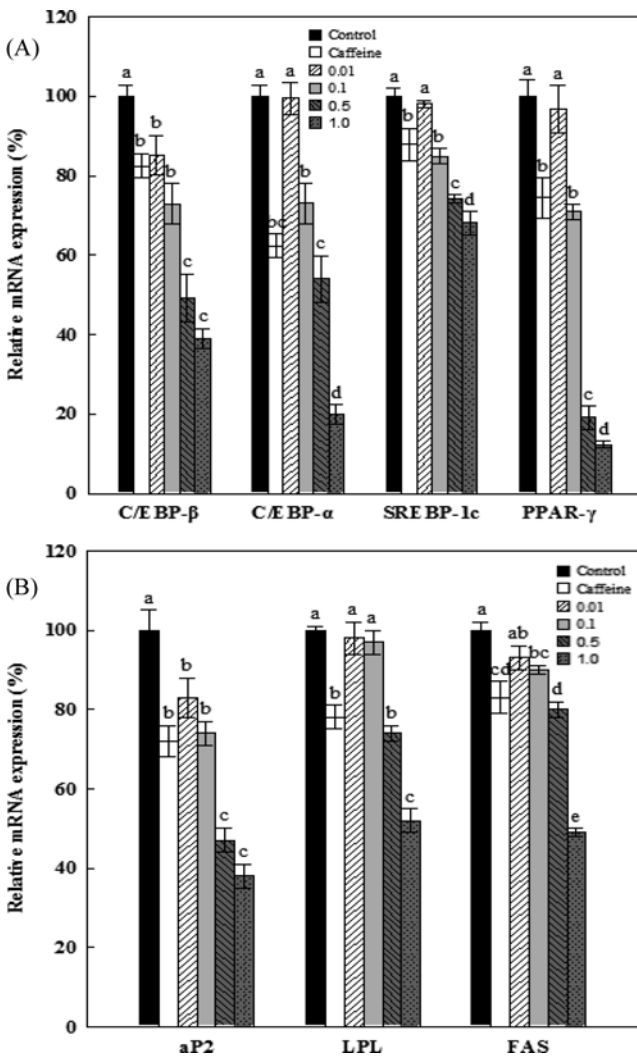 (A)
Relative mRNA expression (%)
120
100
80
60
40
20
0
Control
Caffeine
0.01
0.1
0.5
1.0
a b b b c c
a bc a b c d
a b a b c d
a b a b c d
C/EBP-β C/EBP-α SREBP-1c PPAR-γ
(B)
Relative mRNA expression (%)
120
100
80
60
40
20
0
Control
Caffeine
0.01
0.1
0.5
1.0
a b b b c c
a b a a b c
a cd ab bc d e
aP2 LPL FAS